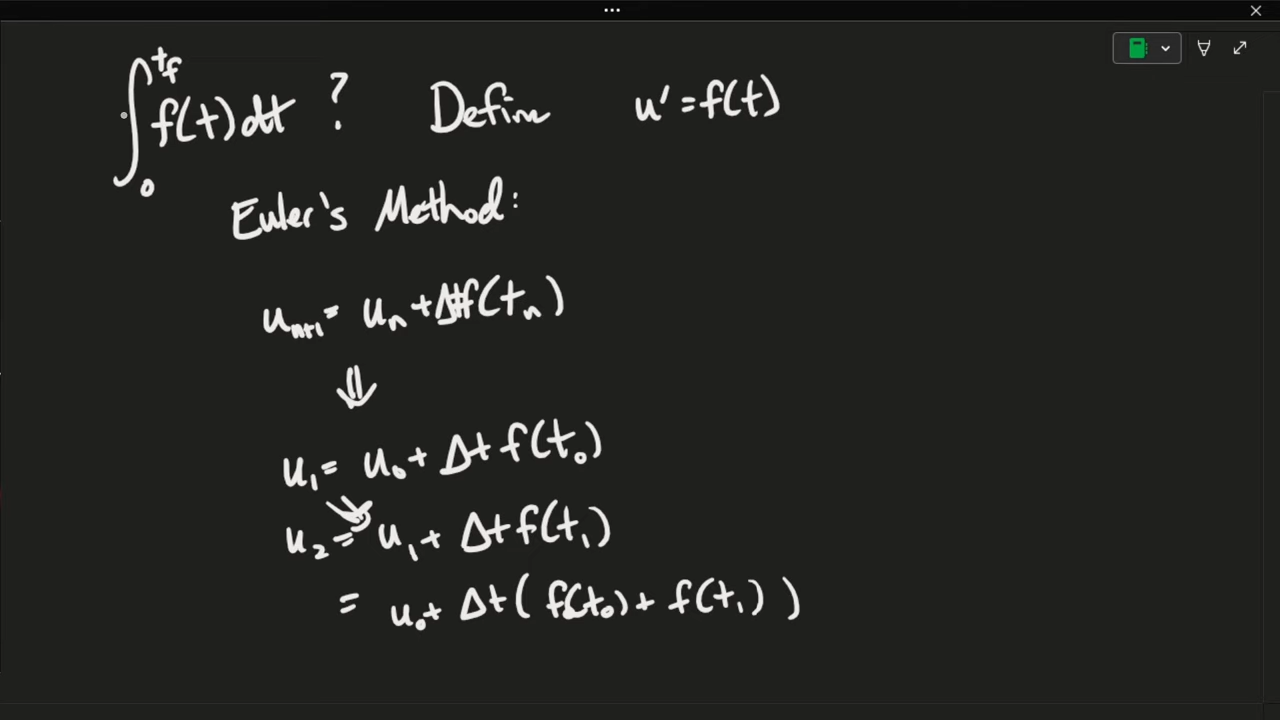 ∫₀^{t_f} f(t)dt ? Define u' = f(t)
Euler's Method:
u_{n+1} = u_n + Δt f(t_n)
⇓
u₁ = u₀ + Δt f(t₀)
u₂ = u₁ + Δt f(t₁)
= u₀ + Δt ( f(t₀) + f(t₁) )